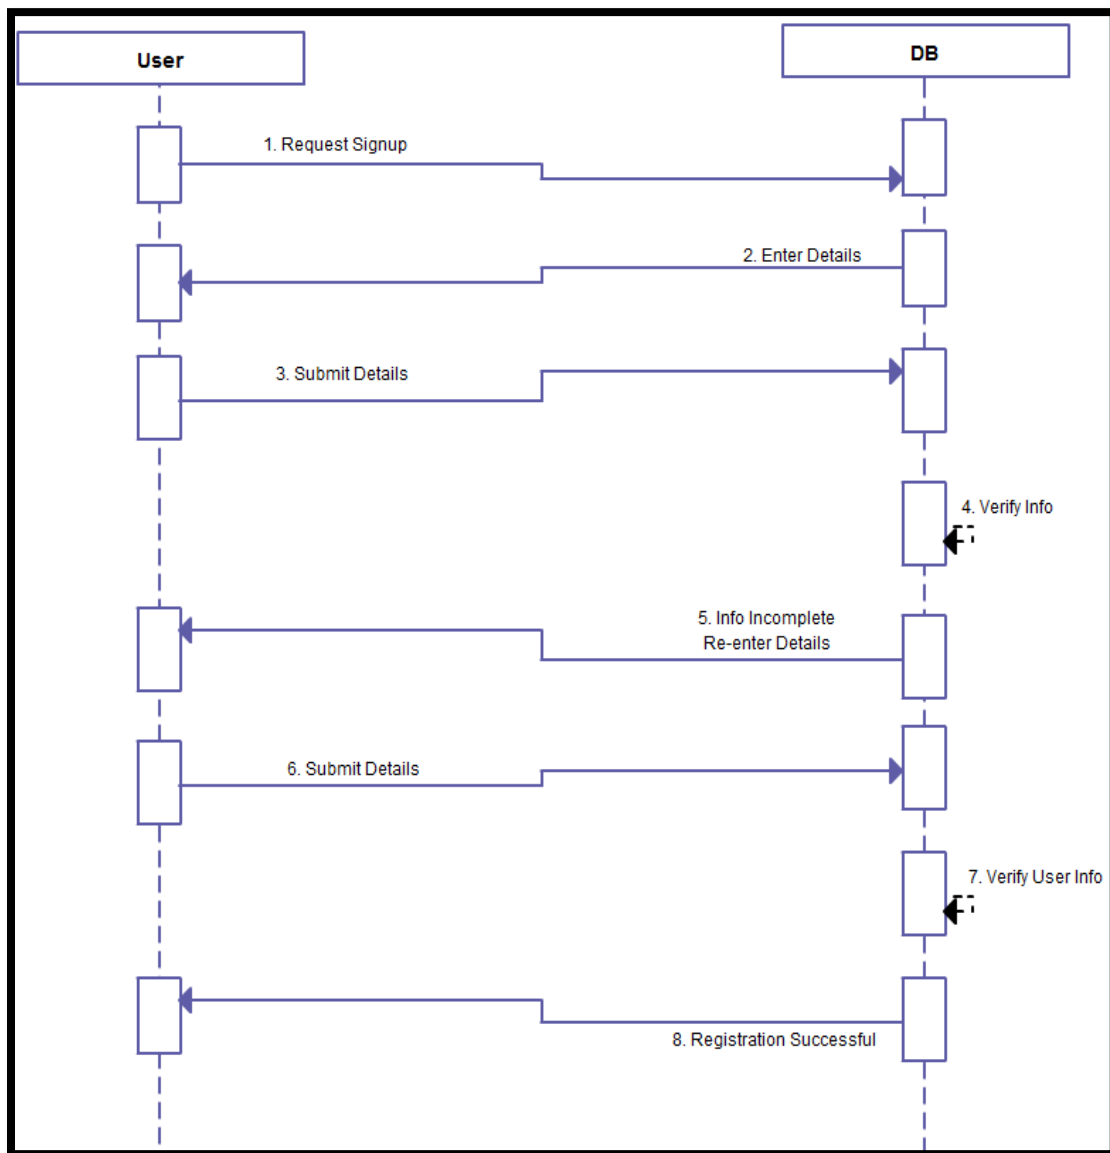 User
DB
1. Request Signup
2. Enter Details
3. Submit Details
4. Verify Info
5. Info Incomplete
Re-enter Details
6. Submit Details
7. Verify User Info
8. Registration Successful